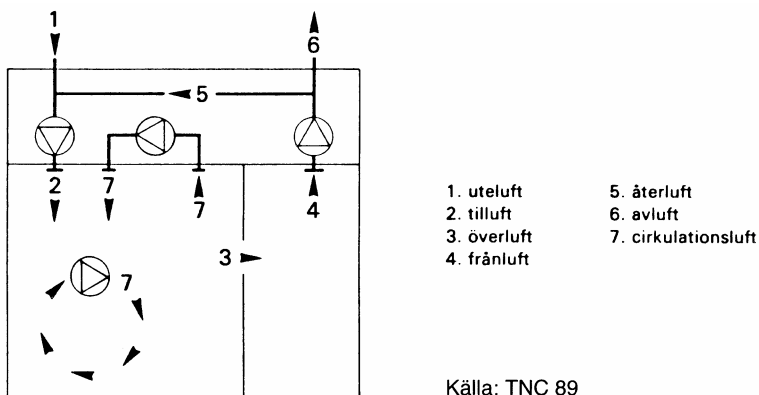 1
6
5
2
7
7
4
3
7
1. uteluft
2. tilluft
3. överluft
4. frånluft
5. återluft
6. avluft
7. cirkulationsluft
Källa: TNC 89